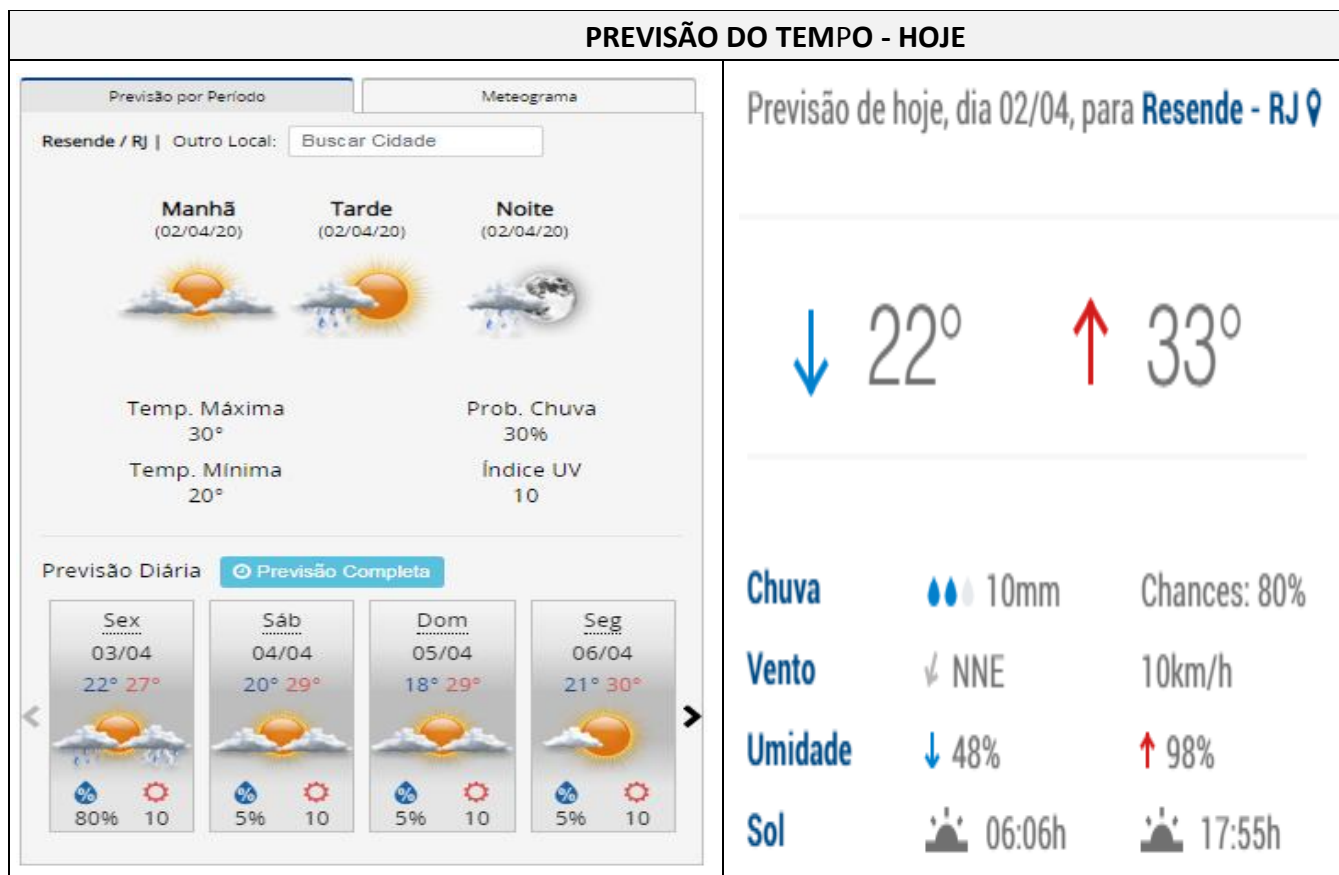 PREVISÃO DO TEMPO - HOJE
Previsão por Período
Meteograma
Resende / RJ | Outro Local: Buscar Cidade
Manhã Tarde Noite
(02/04/20) (02/04/20) (02/04/20)
Temp. Máxima Prob. Chuva
30° 30%
Temp. Mínima Índice UV
20° 10
Previsão Diária Previsão Completa
Sex Sáb Dom Seg
03/04 04/04 05/04 06/04
22° 27° 20° 29° 18° 29° 21° 30°
% % % %
80% 10 5% 10 5% 10 5% 10
Previsão de hoje, dia 02/04, para Resende - RJ
22° 33°
Chuva 10mm Chances: 80%
Vento NNE 10km/h
Umidade 48% 98%
Sol 06:06h 17:55h